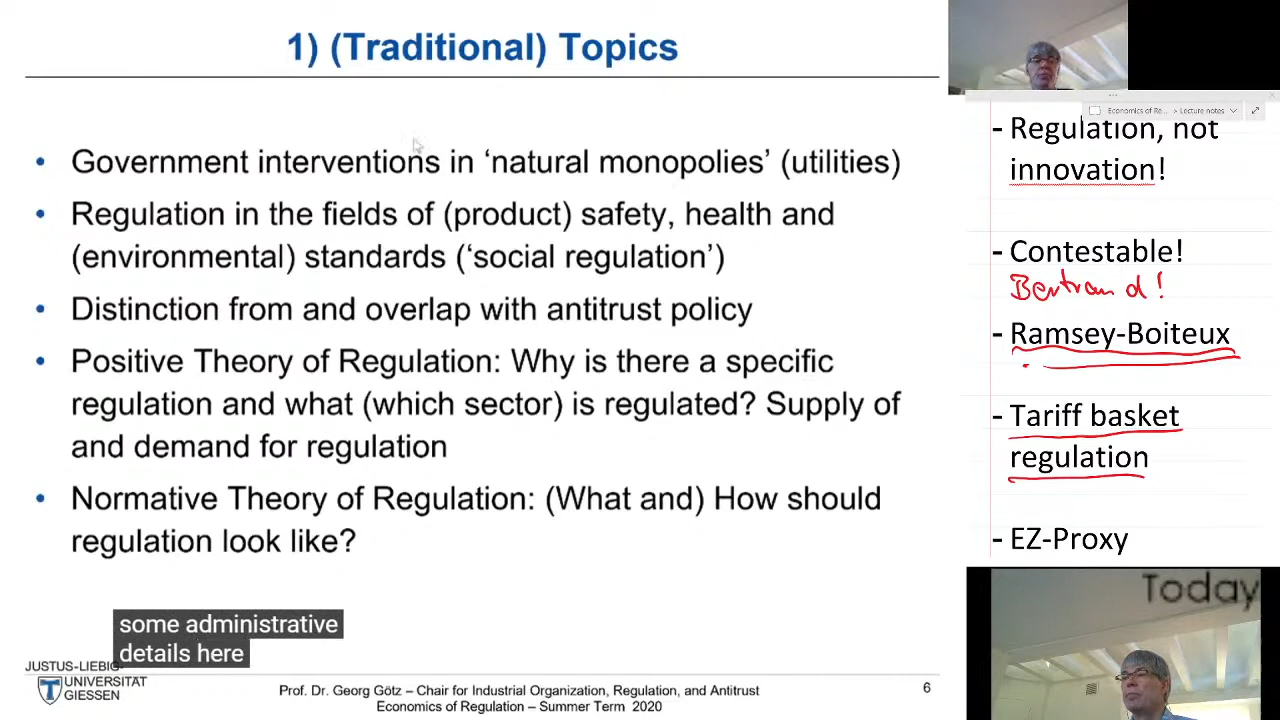 1) (Traditional) Topics
• Government interventions in ‘natural monopolies’ (utilities)
• Regulation in the fields of (product) safety, health and
(environmental) standards (‘social regulation’)
• Distinction from and overlap with antitrust policy
• Positive Theory of Regulation: Why is there a specific
regulation and what (which sector) is regulated? Supply of
and demand for regulation
• Normative Theory of Regulation: (What and) How should
regulation look like?
some administrative
details here
JUSTUS-LIEBIG-
UNIVERSITÄT
GIESSEN
Prof. Dr. Georg Götz – Chair for Industrial Organization, Regulation, and Antitrust
Economics of Regulation – Summer Term 2020
6
Economics of Re... > Lecture notes
- Regulation, not
innovation!
- Contestable!
Bertrand!
- Ramsey-Boiteux
- Tariff basket
regulation
- EZ-Proxy
Today